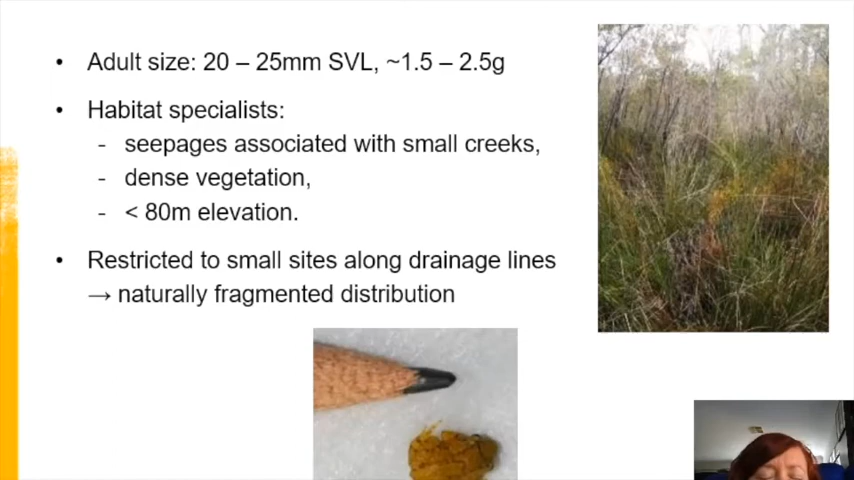 • Adult size: 20 – 25mm SVL, ~1.5 – 2.5g
• Habitat specialists:
- seepages associated with small creeks,
- dense vegetation,
- < 80m elevation.
• Restricted to small sites along drainage lines
→ naturally fragmented distribution